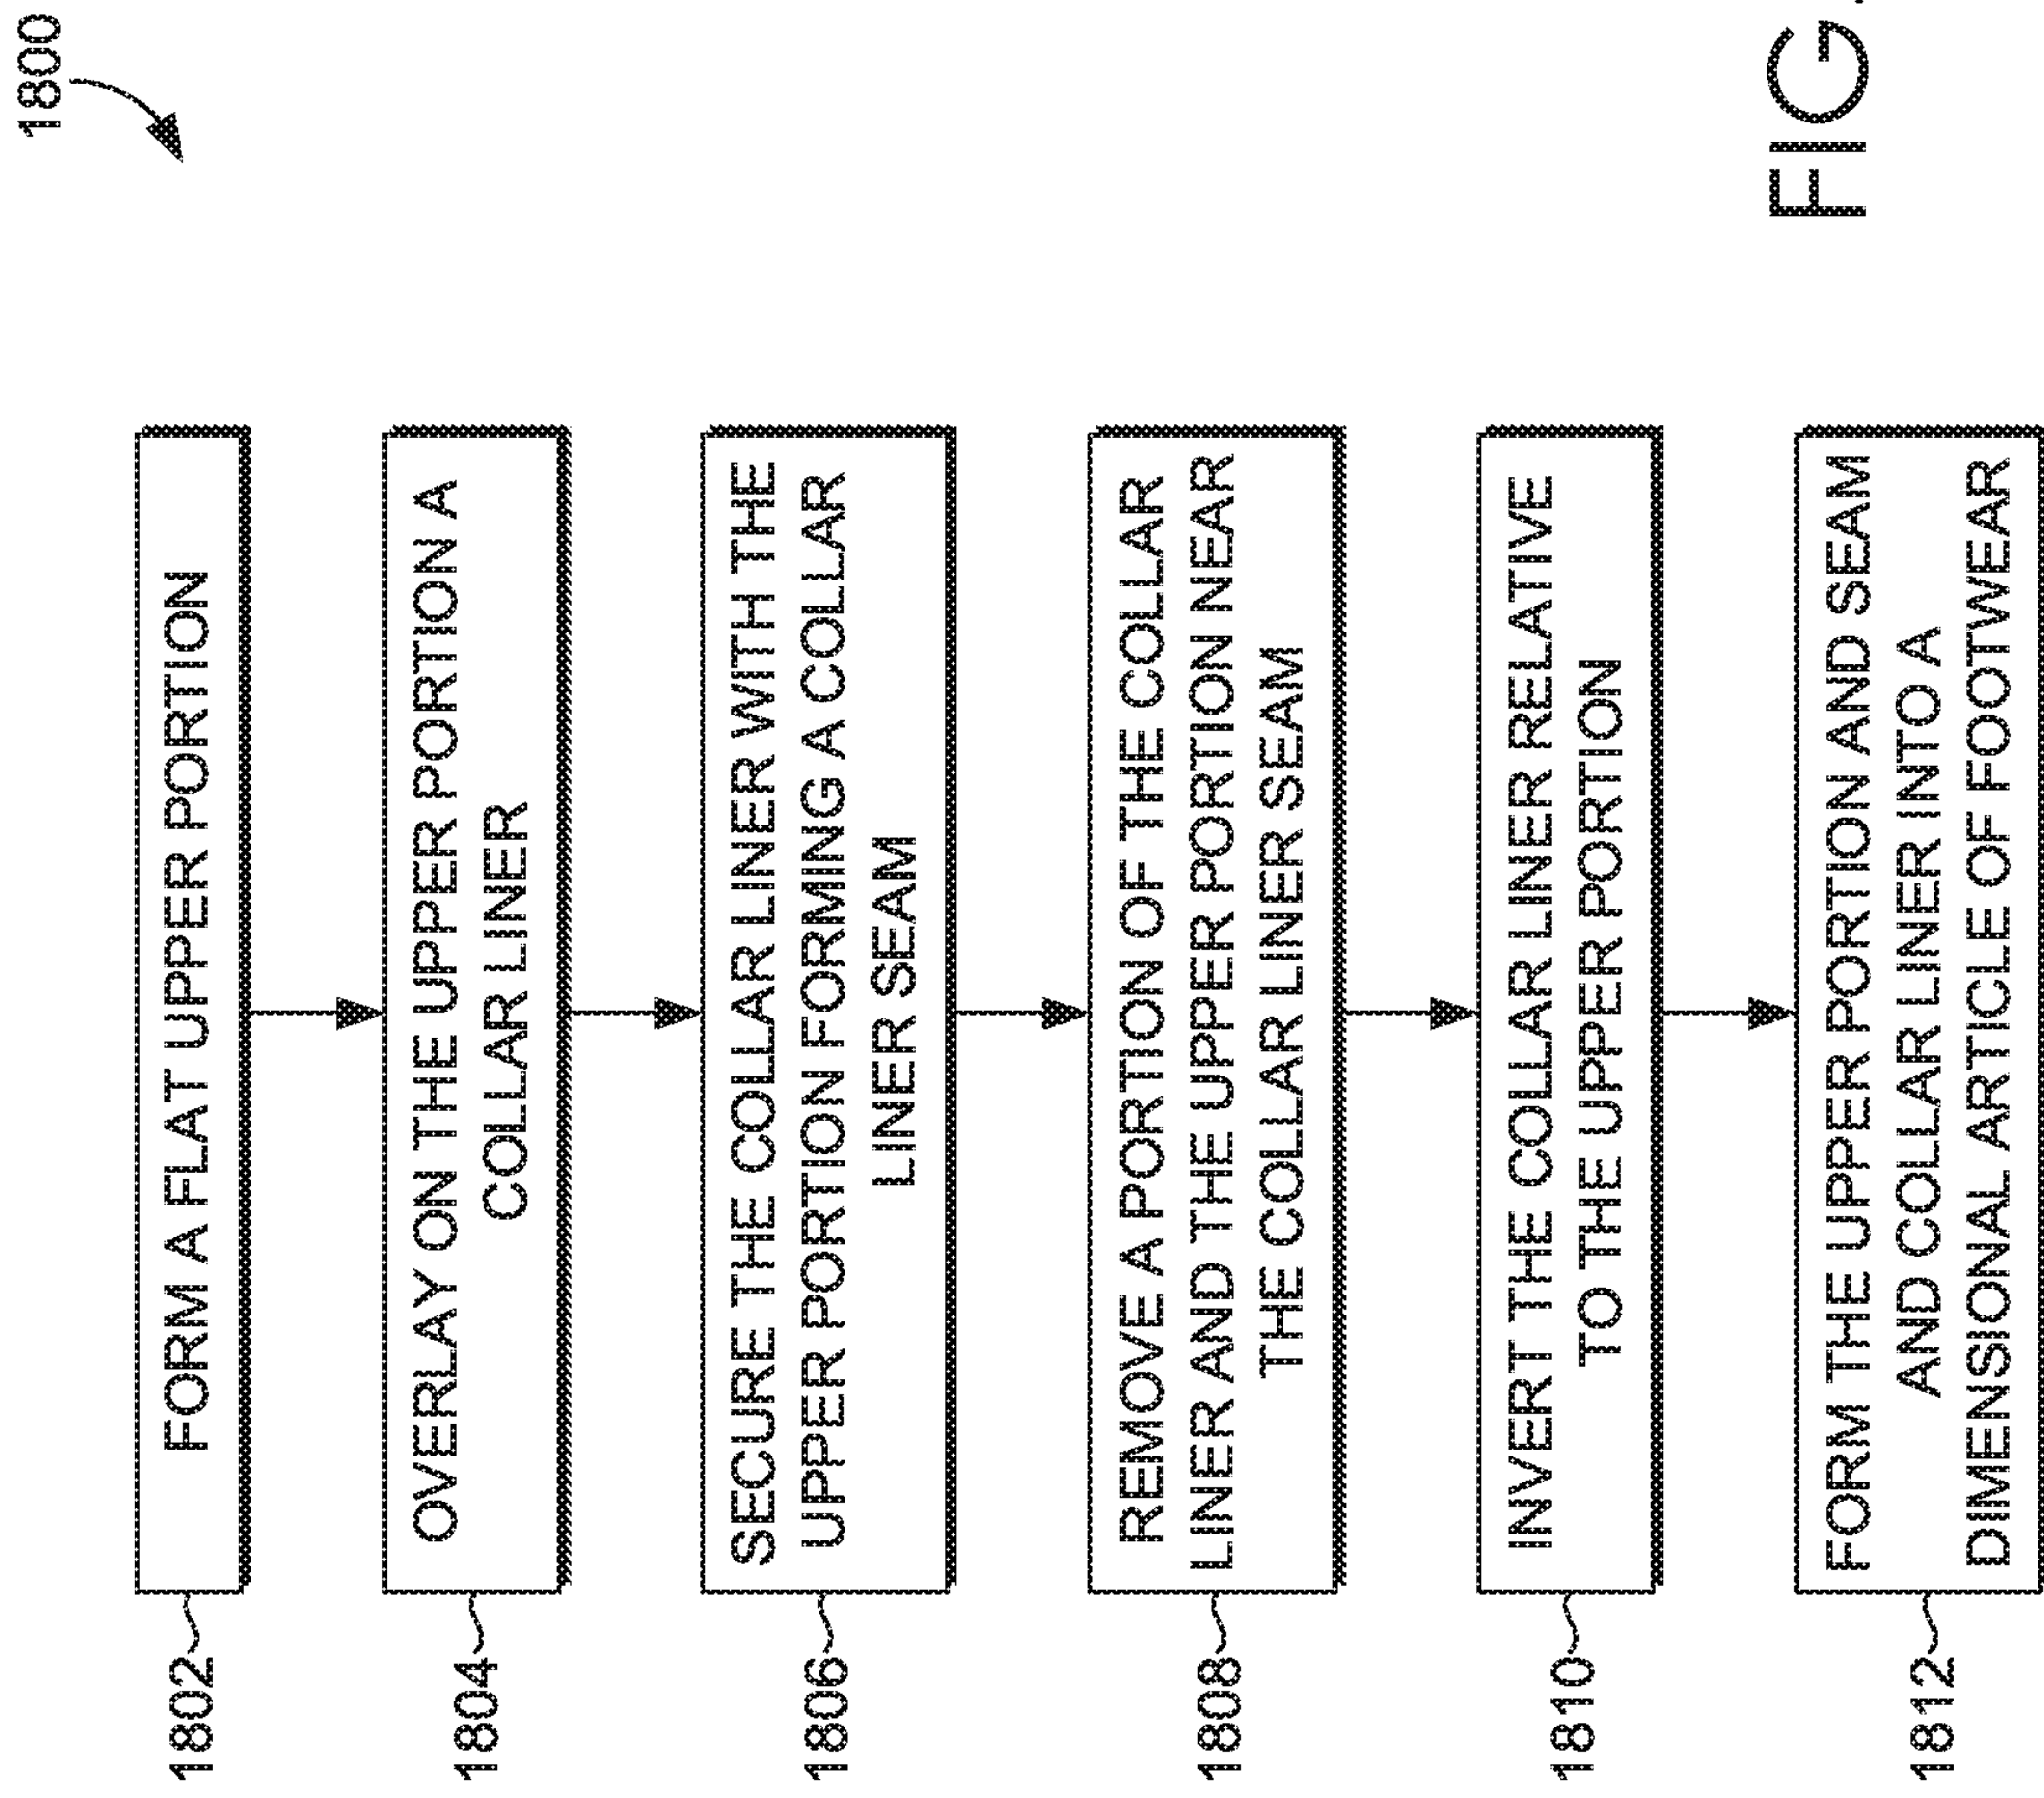 1800
1802
FORM A FLAT UPPER PORTION
1804
OVERLAY ON THE UPPER PORTION A
COLLAR LINER
1806
SECURE THE COLLAR LINER WITH THE
UPPER PORTION FORMING A COLLAR
LINER SEAM
1808
REMOVE A PORTION OF THE COLLAR
LINER AND THE UPPER PORTION NEAR
THE COLLAR LINER SEAM
1810
INVERT THE COLLAR LINER RELATIVE
TO THE UPPER PORTION
1812
FORM THE UPPER PORTION AND SEAM
AND COLLAR LINER INTO A
DIMENSIONAL ARTICLE OF FOOTWEAR
FIG.